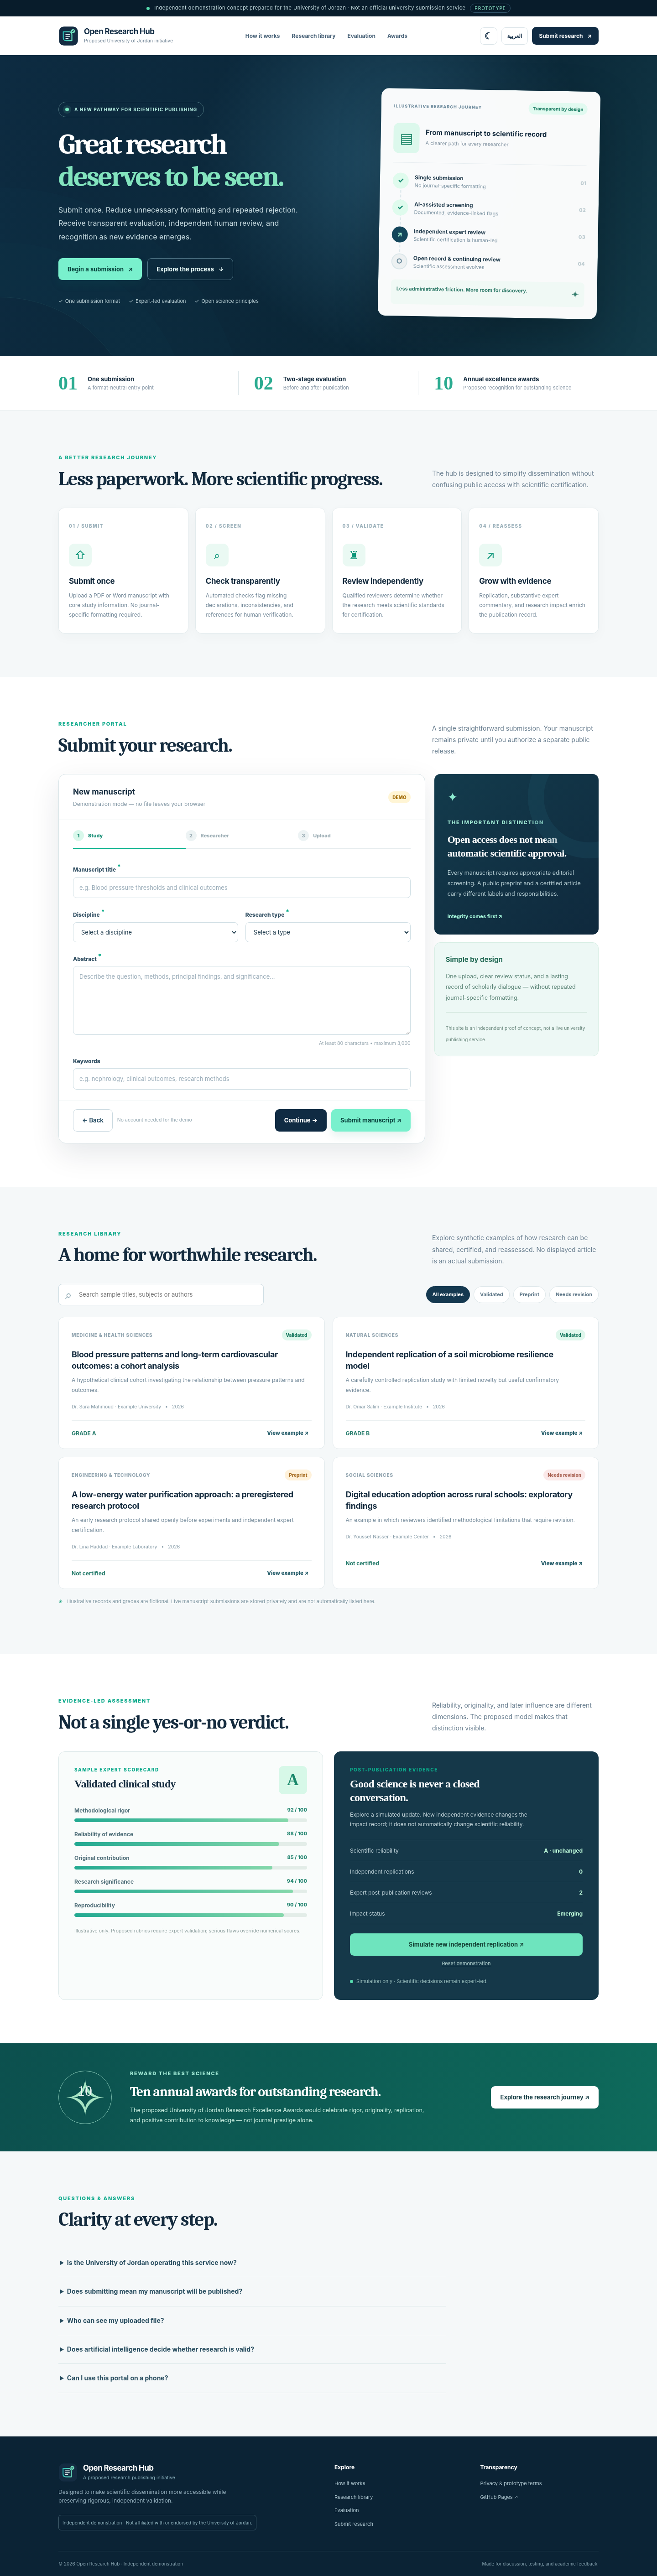 Independent demonstration concept prepared for the University of Jordan · Not an official university submission service PROTOTYPE
Open Research Hub
Proposed University of Jordan initiative
How it works Research library Evaluation Awards
العربية
Submit research ↗
A NEW PATHWAY FOR SCIENTIFIC PUBLISHING
Great research
deserves to be seen.
Submit once. Reduce unnecessary formatting and repeated rejection.
Receive transparent evaluation, independent human review, and
recognition as new evidence emerges.
Begin a submission ↗
Explore the process ↓
✓ One submission format ✓ Expert-led evaluation ✓ Open science principles
ILLUSTRATIVE RESEARCH JOURNEY
Transparent by design
From manuscript to scientific record
A clearer path for every researcher
Single submission
No journal-specific formatting
01
AI-assisted screening
Documented, evidence-linked flags
02
Independent expert review
Scientific certification is human-led
03
Open record & continuing review
Scientific assessment evolves
04
Less administrative friction. More room for discovery.
01 One submission
A format-neutral entry point
02 Two-stage evaluation
Before and after publication
10 Annual excellence awards
Proposed recognition for outstanding science
A BETTER RESEARCH JOURNEY
Less paperwork. More scientific progress.
The hub is designed to simplify dissemination without
confusing public access with scientific certification.
01 / SUBMIT
Submit once
Upload a PDF or Word manuscript with
core study information. No journal-
specific formatting required.
02 / SCREEN
Check transparently
Automated checks flag missing
declarations, inconsistencies, and
references for human verification.
03 / VALIDATE
Review independently
Qualified reviewers determine whether
the research meets scientific standards
for certification.
04 / REASSESS
Grow with evidence
Replication, substantive expert
commentary, and research impact enrich
the publication record.
RESEARCHER PORTAL
Submit your research.
A single straightforward submission. Your manuscript
remains private until you authorize a separate public
release.
New manuscript
Demonstration mode — no file leaves your browser
DEMO
1 Study
2 Researcher
3 Upload
Manuscript title *
e.g. Blood pressure thresholds and clinical outcomes
Discipline *
Select a discipline
Research type *
Select a type
Abstract *
Describe the question, methods, principal findings, and significance...
At least 80 characters • maximum 3,000
Keywords
e.g. nephrology, clinical outcomes, research methods
← Back
No account needed for the demo
Continue →
Submit manuscript ↗
THE IMPORTANT DISTINCTION
Open access does not mean
automatic scientific approval.
Every manuscript requires appropriate editorial
screening. A public preprint and a certified article
carry different labels and responsibilities.
Integrity comes first ↗
Simple by design
One upload, clear review status, and a lasting
record of scholarly dialogue — without repeated
journal-specific formatting.
This site is an independent proof of concept, not a live university
publishing service.
RESEARCH LIBRARY
A home for worthwhile research.
Explore synthetic examples of how research can be
shared, certified, and reassessed. No displayed article
is an actual submission.
Search sample titles, subjects or authors
All examples Validated Preprint Needs revision
MEDICINE & HEALTH SCIENCES
Validated
Blood pressure patterns and long-term cardiovascular
outcomes: a cohort analysis
A hypothetical clinical cohort investigating the relationship between pressure patterns and
outcomes.
Dr. Sara Mahmoud · Example University • 2026
GRADE A
View example ↗
NATURAL SCIENCES
Validated
Independent replication of a soil microbiome resilience
model
A carefully controlled replication study with limited novelty but useful confirmatory
evidence.
Dr. Omar Salim · Example Institute • 2026
GRADE B
View example ↗
ENGINEERING & TECHNOLOGY
Preprint
A low-energy water purification approach: a preregistered
research protocol
An early research protocol shared openly before experiments and independent expert
certification.
Dr. Lina Haddad · Example Laboratory • 2026
Not certified
View example ↗
SOCIAL SCIENCES
Needs revision
Digital education adoption across rural schools: exploratory
findings
An example in which reviewers identified methodological limitations that require revision.
Dr. Youssef Nasser · Example Center • 2026
Not certified
View example ↗
Illustrative records and grades are fictional. Live manuscript submissions are stored privately and are not automatically listed here.
EVIDENCE-LED ASSESSMENT
Not a single yes-or-no verdict.
Reliability, originality, and later influence are different
dimensions. The proposed model makes that
distinction visible.
SAMPLE EXPERT SCORECARD
Validated clinical study
A
Methodological rigor 92 / 100
Reliability of evidence 88 / 100
Original contribution 85 / 100
Research significance 94 / 100
Reproducibility 90 / 100
Illustrative only. Proposed rubrics require expert validation; serious flaws override numerical scores.
POST-PUBLICATION EVIDENCE
Good science is never a closed
conversation.
Explore a simulated update. New independent evidence changes the
impact record; it does not automatically change scientific reliability.
Scientific reliability A · unchanged
Independent replications 0
Expert post-publication reviews 2
Impact status Emerging
Simulate new independent replication ↗
Reset demonstration
Simulation only · Scientific decisions remain expert-led.
10
REWARD THE BEST SCIENCE
Ten annual awards for outstanding research.
The proposed University of Jordan Research Excellence Awards would celebrate rigor, originality, replication,
and positive contribution to knowledge — not journal prestige alone.
Explore the research journey ↗
QUESTIONS & ANSWERS
Clarity at every step.
Is the University of Jordan operating this service now?
Does submitting mean my manuscript will be published?
Who can see my uploaded file?
Does artificial intelligence decide whether research is valid?
Can I use this portal on a phone?
Open Research Hub
A proposed research publishing initiative
Designed to make scientific dissemination more accessible while
preserving rigorous, independent validation.
Independent demonstration · Not affiliated with or endorsed by the University of Jordan.
Explore
How it works
Research library
Evaluation
Submit research
Transparency
Privacy & prototype terms
GitHub Pages ↗
© 2026 Open Research Hub · Independent demonstration
Made for discussion, testing, and academic feedback.